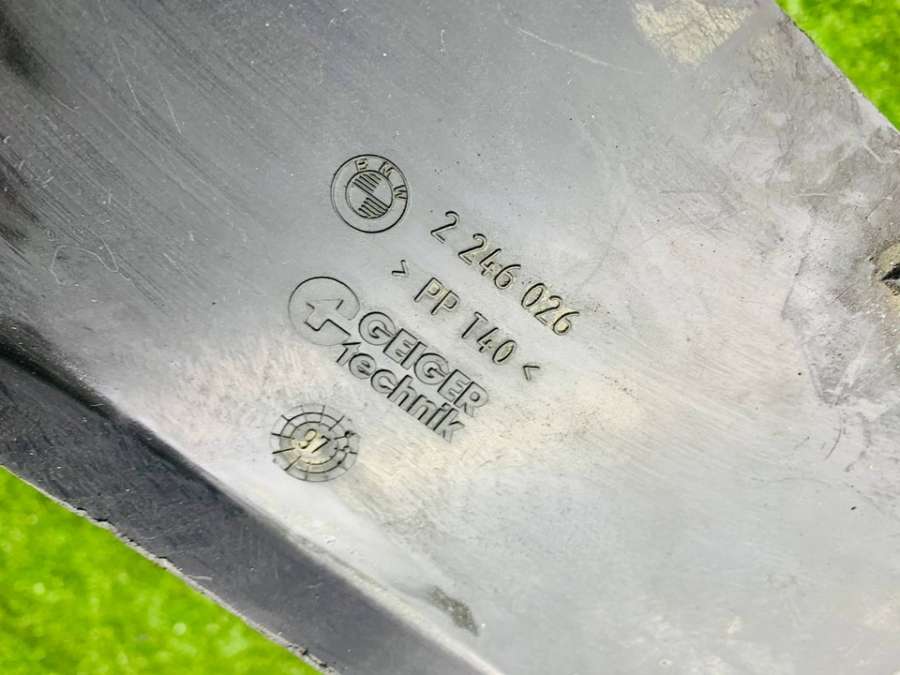 BMW
2 246 026
> PP T40 <
GEIGER
technik
97